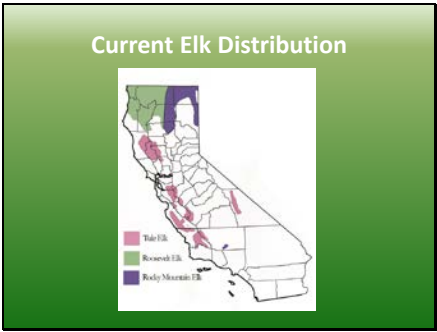 Current Elk Distribution
Tule Elk
Roosevelt Elk
Rocky Mountain Elk